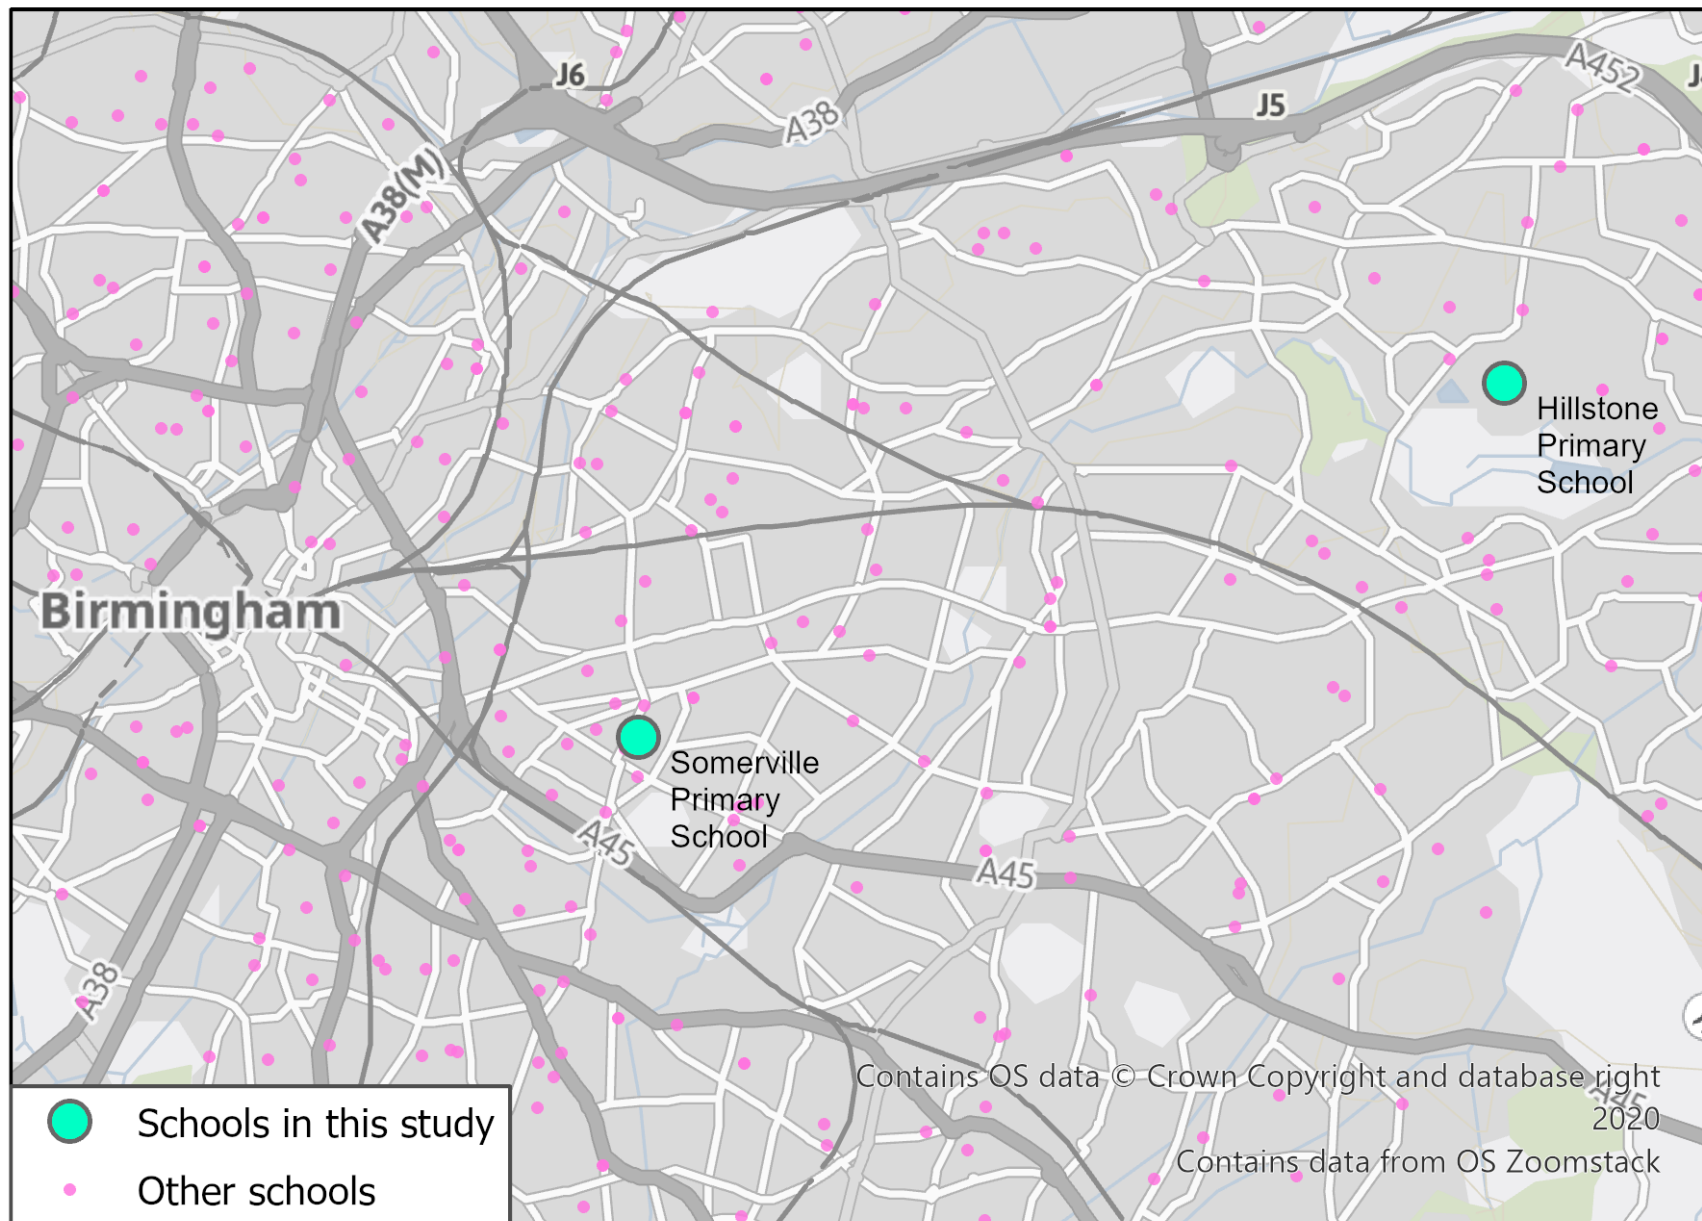 J6
A452
J5
A38
A38(M)
Hillstone
Primary
School
Birmingham
Somerville
Primary
School
A45
A45
A38
Contains OS data © Crown Copyright and database right
2020
A45
Contains data from OS Zoomstack
Schools in this study
Other schools